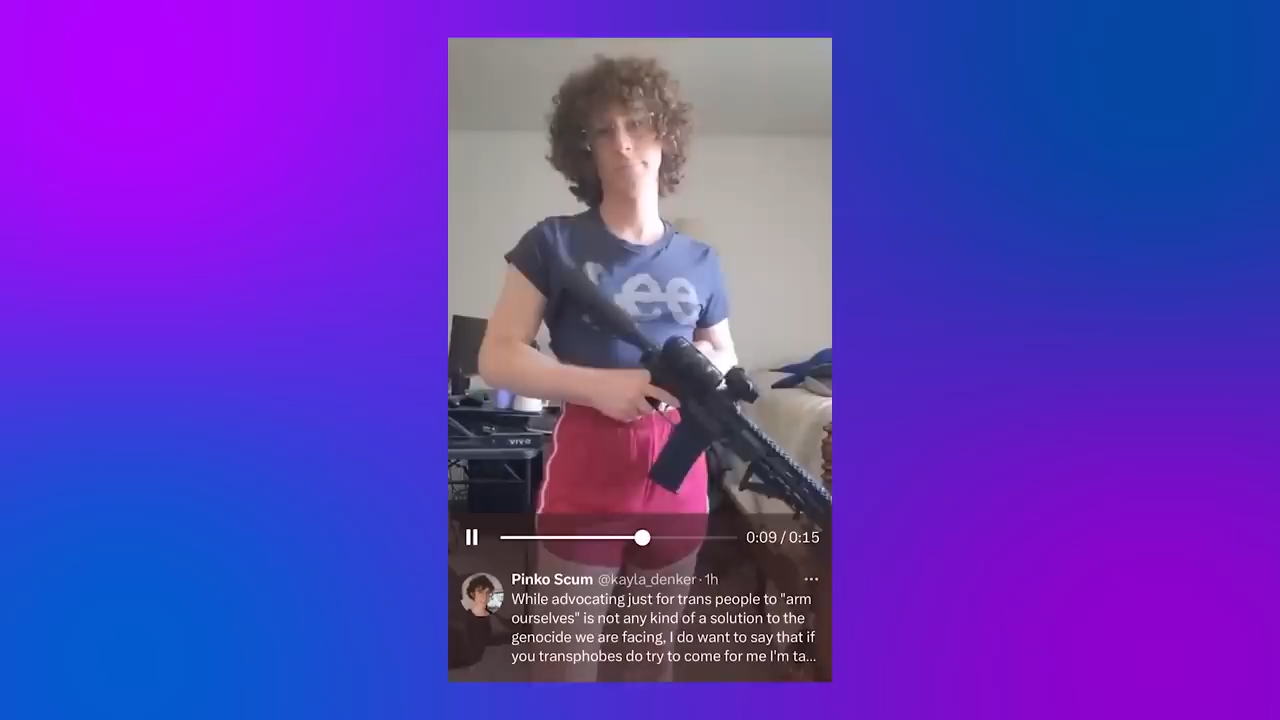 Lee
vivo
0:09 / 0:15
Pinko Scum @kayla_denker · 1h
While advocating just for trans people to "arm
ourselves" is not any kind of a solution to the
genocide we are facing, I do want to say that if
you transphobes do try to come for me I'm ta...